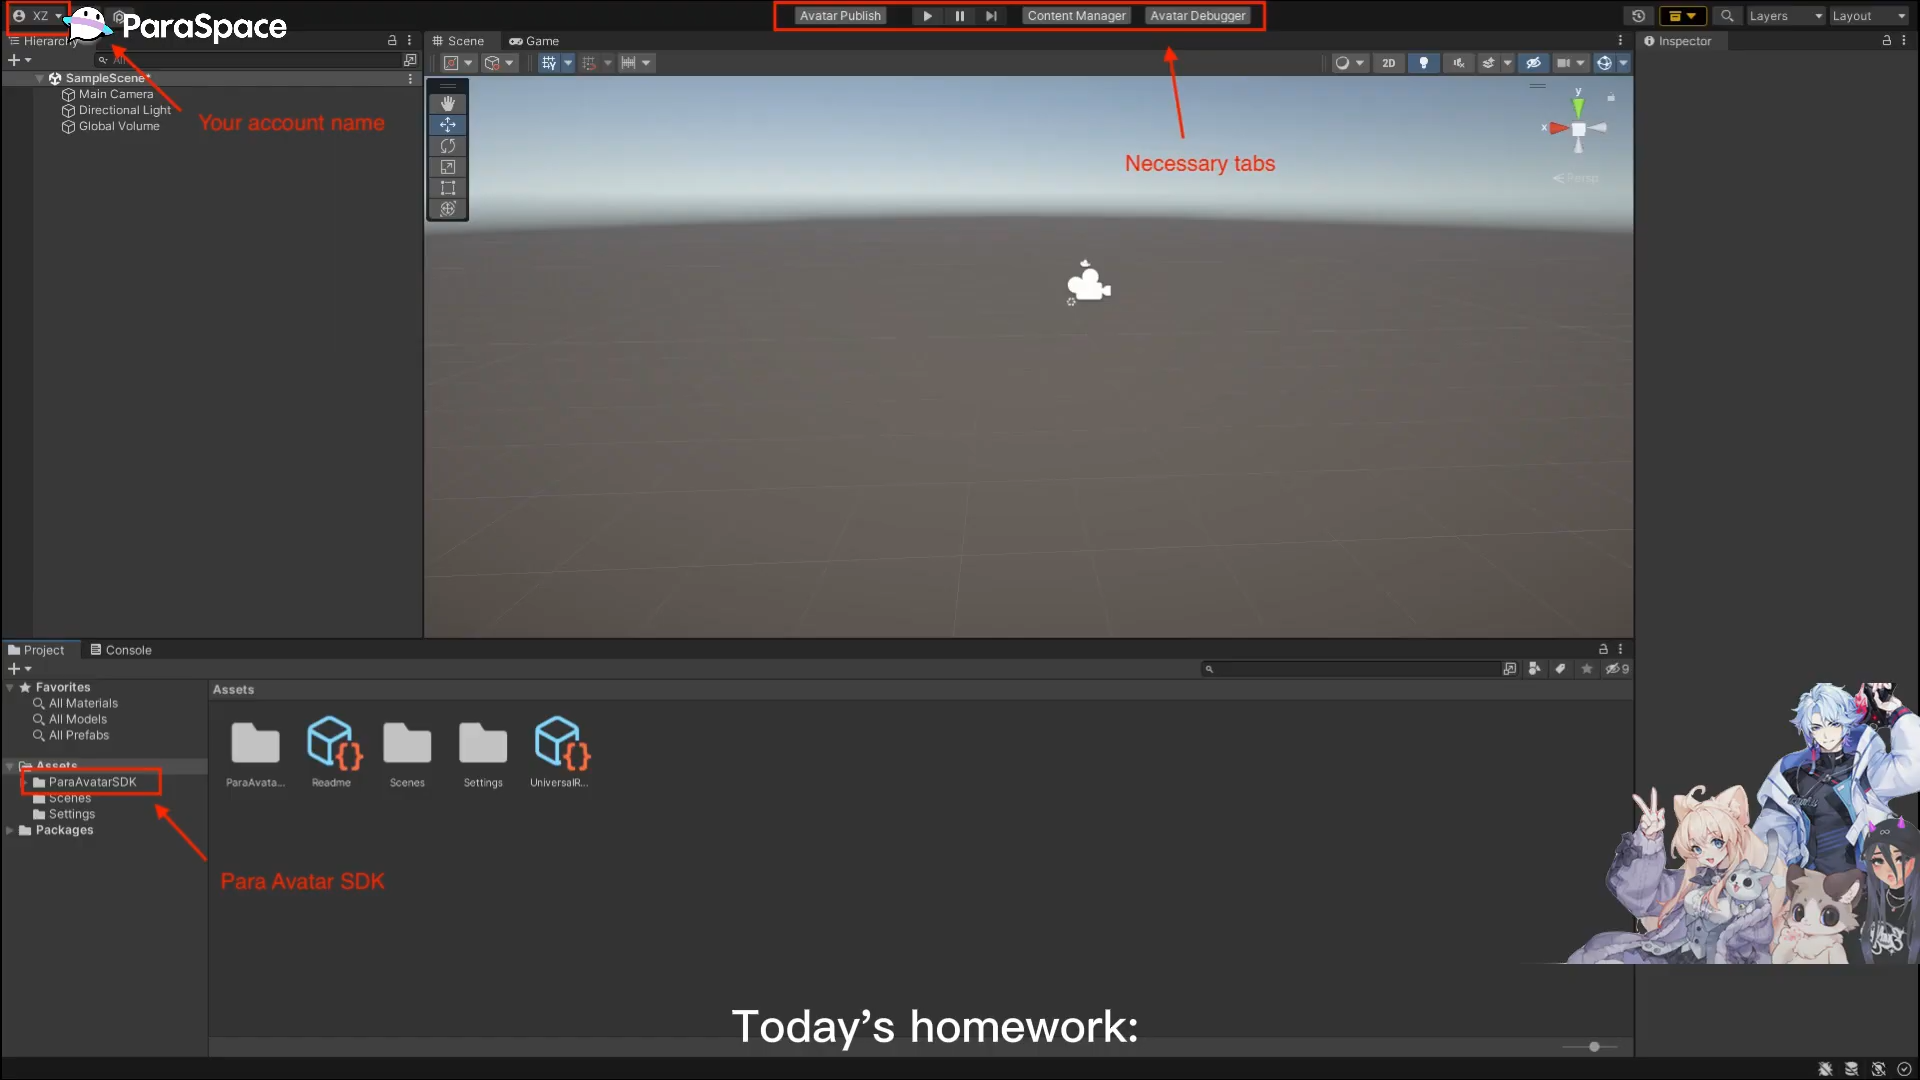 XZ
ParaSpace
Avatar Publish
Content Manager
Avatar Debugger
Layers
Layout
Hierarchy
Scene
Game
Inspector
All
2D
SampleScene*
Main Camera
Directional Light
Global Volume
Your account name
Necessary tabs
y
x
Persp
Project
Console
9
Favorites
All Materials
All Models
All Prefabs
Assets
ParaAvatarSDK
Scenes
Settings
Packages
Assets
ParaAvata...
Readme
Scenes
Settings
UniversalR...
Para Avatar SDK
Today's homework: